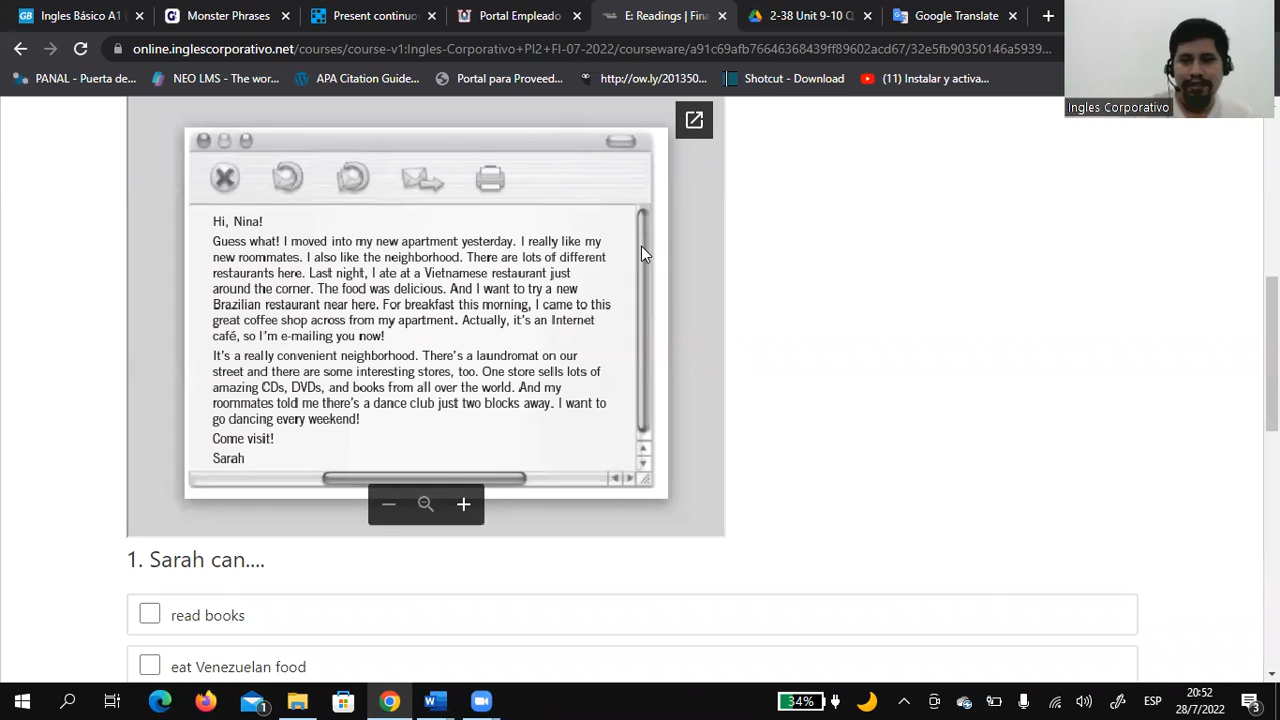 Ingles Básico A1 |
Monster Phrases
Present continuo
Portal Empleado
E: Readings | Fina
2-38 Unit 9-10 Q
Google Translate
online.inglescorporativo.net/courses/course-v1:Ingles-Corporativo+PI2+FI-07-2022/courseware/a91c69afb76646368439ff89602acd67/32e5fb90350146a5939...
PANAL - Puerta de...
NEO LMS - The wor...
APA Citation Guide...
Portal para Proveed...
http://ow.ly/201350...
Shotcut - Download
(11) Instalar y activa...
Ingles Corporativo
Hi, Nina!
Guess what! I moved into my new apartment yesterday. I really like my
new roommates. I also like the neighborhood. There are lots of different
restaurants here. Last night, I ate at a Vietnamese restaurant just
around the corner. The food was delicious. And I want to try a new
Brazilian restaurant near here. For breakfast this morning, I came to this
great coffee shop across from my apartment. Actually, it's an Internet
café, so I'm e-mailing you now!
It's a really convenient neighborhood. There's a laundromat on our
street and there are some interesting stores, too. One store sells lots of
amazing CDs, DVDs, and books from all over the world. And my
roommates told me there's a dance club just two blocks away. I want to
go dancing every weekend!
Come visit!
Sarah
1. Sarah can....
read books
eat Venezuelan food
34%
ESP
20:52
28/7/2022
1
3